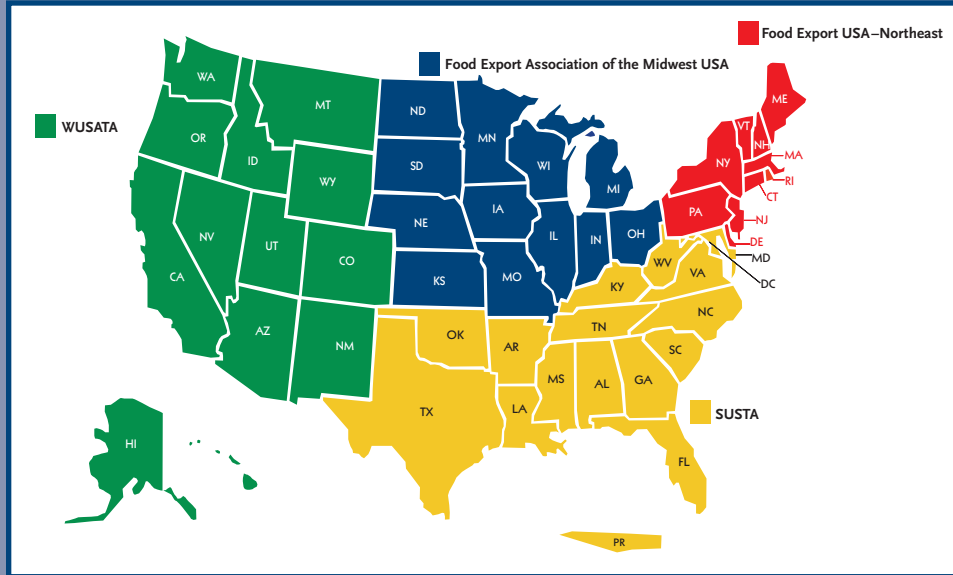 Food Export USA–Northeast
Food Export Association of the Midwest USA
WUSATA
SUSTA
WA
MT
ND
MN
ME
VT
NH
OR
ID
WY
SD
WI
MI
NY
MA
RI
CT
NV
UT
CO
NE
IA
IL
IN
OH
PA
NJ
DE
MD
DC
CA
KS
MO
WV
VA
KY
AZ
NM
OK
AR
TN
NC
SC
TX
LA
MS
AL
GA
FL
HI
PR